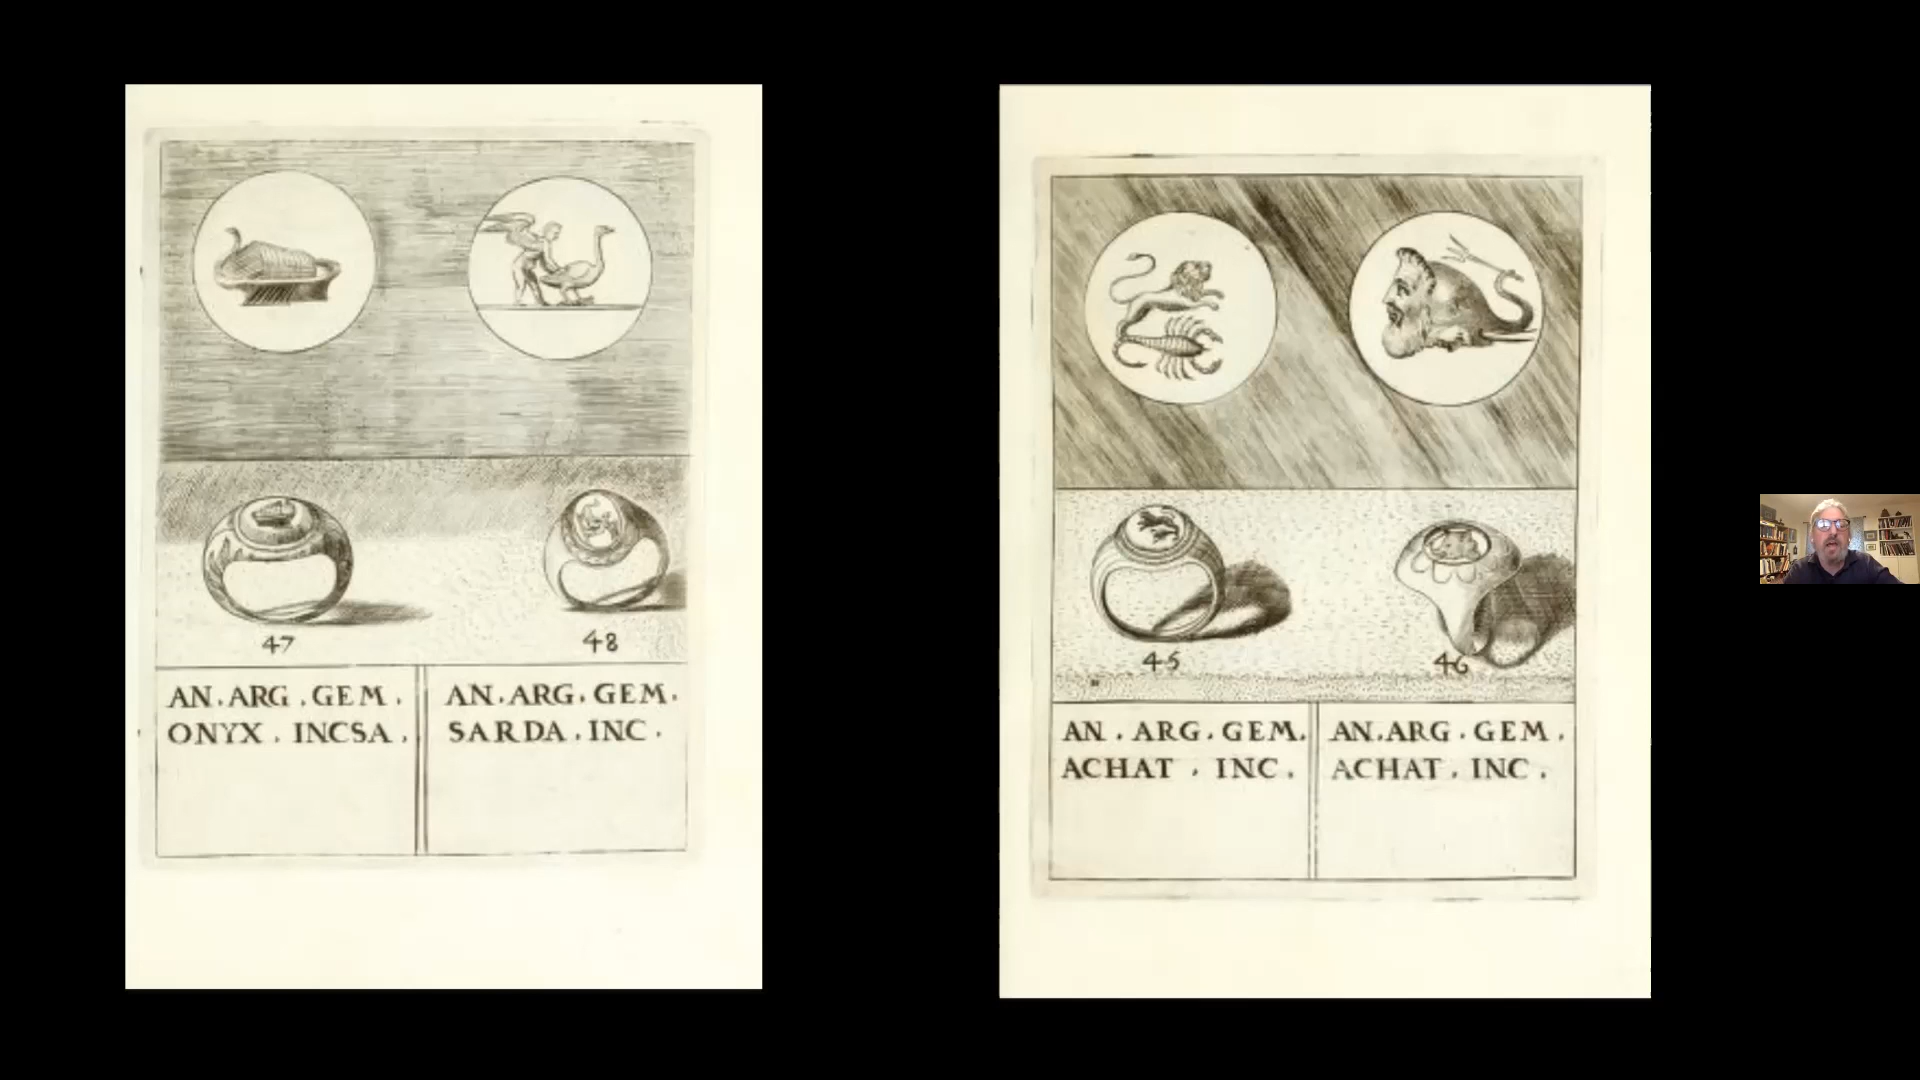 47
48
AN.ARG.GEM.
ONYX.INCSA.
AN.ARG.GEM.
SARDA.INC.
45
46
AN.ARG.GEM.
ACHAT.INC.
AN.ARG.GEM.
ACHAT.INC.